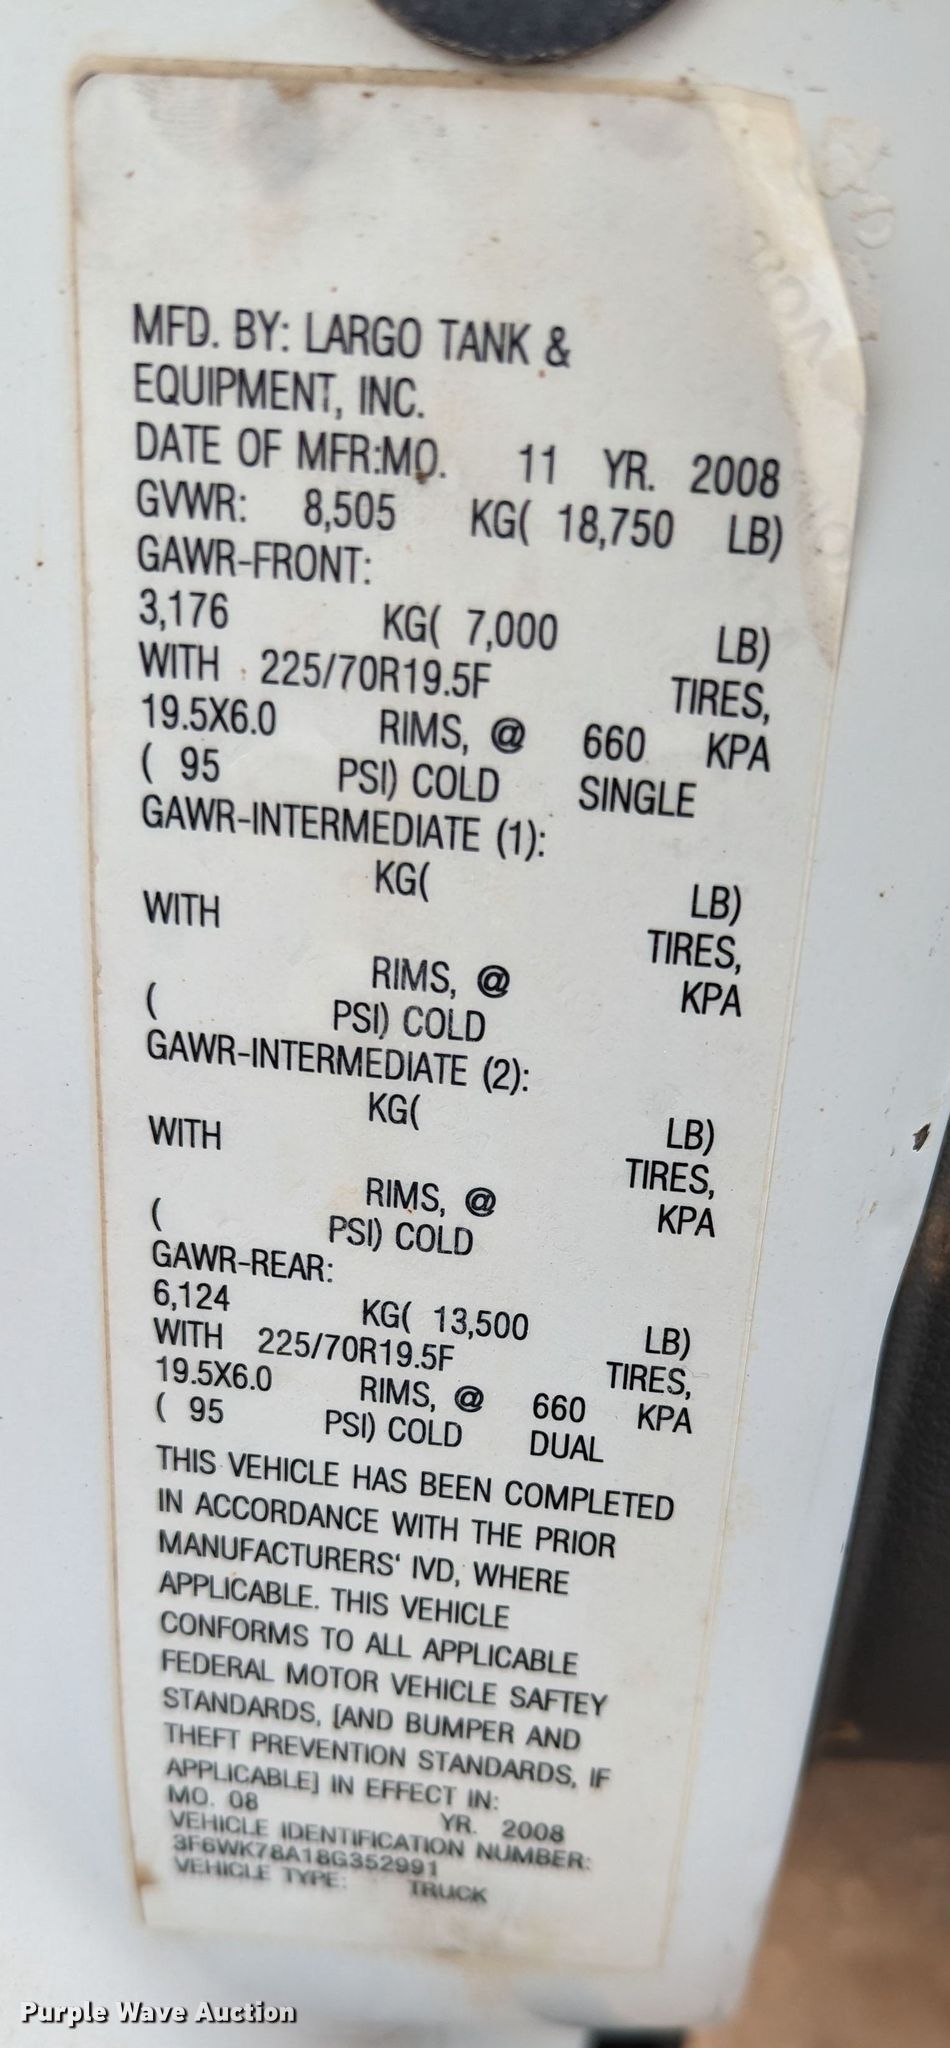 MFD. BY: LARGO TANK &
EQUIPMENT, INC.
DATE OF MFR:MO. 11 YR. 2008
GVWR: 8,505 KG( 18,750 LB)
GAWR-FRONT:
3,176 KG( 7,000 LB)
WITH 225/70R19.5F TIRES,
19.5X6.0 RIMS, @ 660 KPA
( 95 PSI) COLD SINGLE
GAWR-INTERMEDIATE (1):
KG( LB)
WITH TIRES,
RIMS, @ KPA
( PSI) COLD
GAWR-INTERMEDIATE (2):
KG( LB)
WITH TIRES,
RIMS, @ KPA
( PSI) COLD
GAWR-REAR:
6,124 KG( 13,500 LB)
WITH 225/70R19.5F TIRES,
19.5X6.0 RIMS, @ 660 KPA
( 95 PSI) COLD DUAL
THIS VEHICLE HAS BEEN COMPLETED
IN ACCORDANCE WITH THE PRIOR
MANUFACTURERS' IVD, WHERE
APPLICABLE. THIS VEHICLE
CONFORMS TO ALL APPLICABLE
FEDERAL MOTOR VEHICLE SAFTEY
STANDARDS, [AND BUMPER AND
THEFT PREVENTION STANDARDS, IF
APPLICABLE] IN EFFECT IN:
MO. 08 YR. 2008
VEHICLE IDENTIFICATION NUMBER:
3F6WK78A18G352991
VEHICLE TYPE: TRUCK
Purple Wave Auction